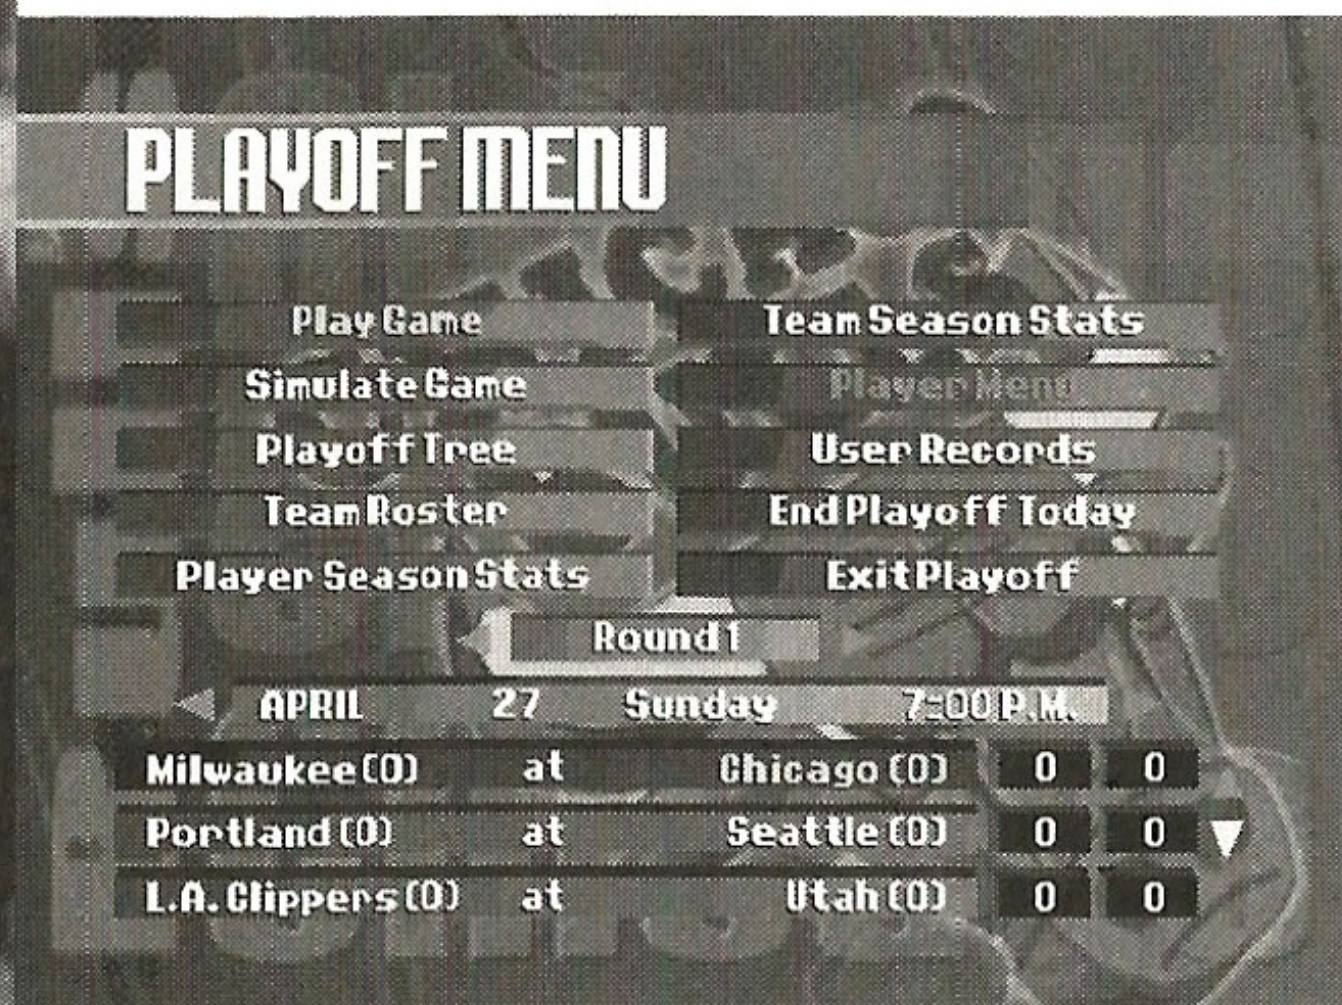 PLAYOFF MENU
Play Game
Team Season Stats
Simulate Game
Player Menu
Playoff Tree
User Records
Team Roster
End Playoff Today
Player Season Stats
Exit Playoff
Round 1
APRIL 27 Sunday 7:00 P.M.
Milwaukee (0) at Chicago (0) 0 0
Portland (0) at Seattle (0) 0 0
L.A. Clippers (0) at Utah (0) 0 0